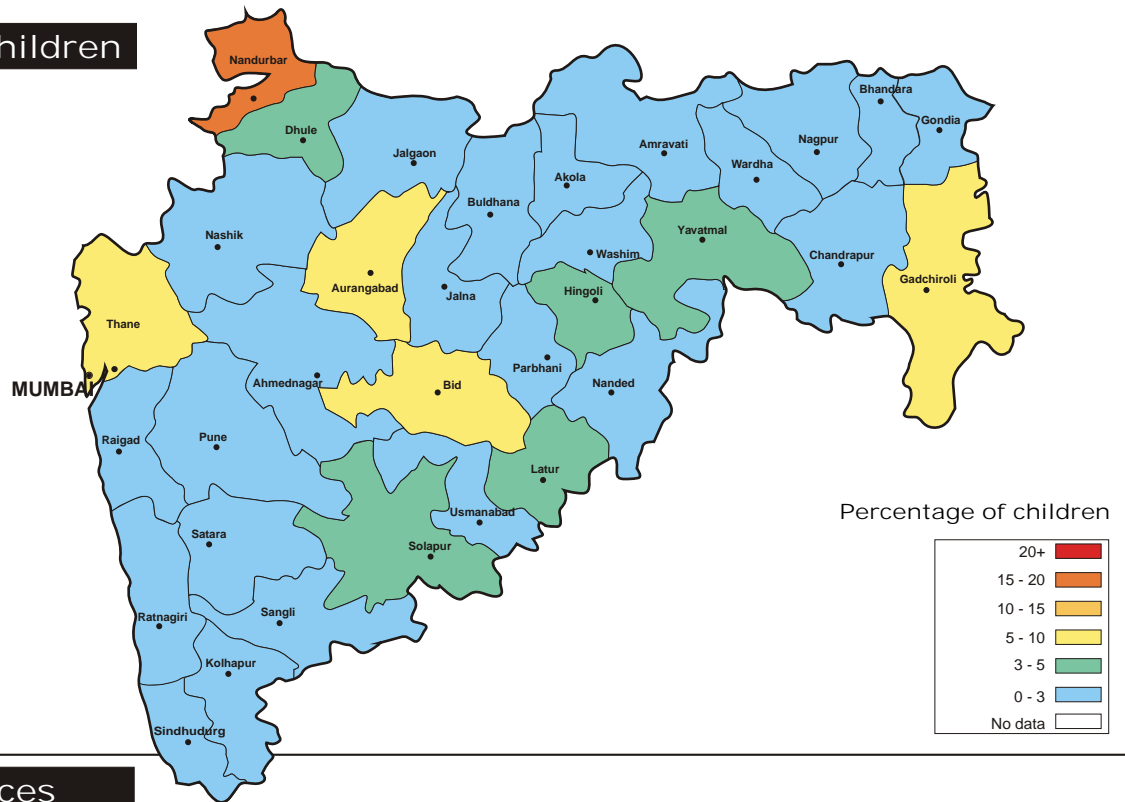 hildren
Nandurbar
Dhule
Jalgaon
Buldhana
Akola
Amravati
Wardha
Nagpur
Bhandara
Gondia
Nashik
Aurangabad
Jalna
Washim
Hingoli
Yavatmal
Chandrapur
Gadchiroli
Thane
MUMBAI
Ahmednagar
Bid
Parbhani
Nanded
Raigad
Pune
Latur
Usmanabad
Satara
Solapur
Ratnagiri
Sangli
Kolhapur
Sindhudurg
Percentage of children
20+
15 - 20
10 - 15
5 - 10
3 - 5
0 - 3
No data
ces